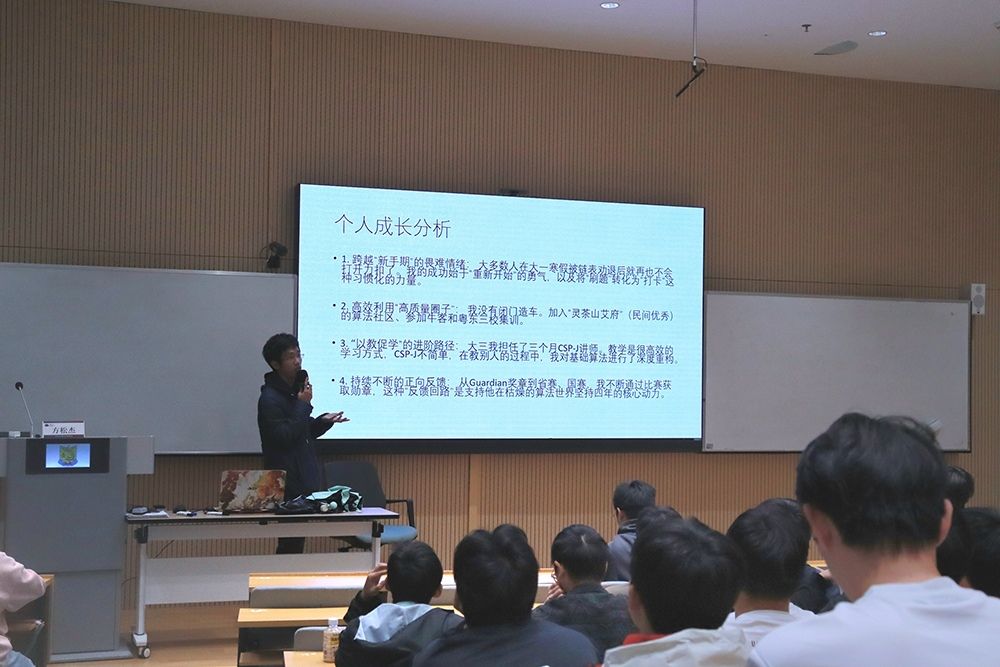 个人成长分析
• 1. 跨越“新手期”的畏难情绪：大多数人在大一寒假被链表劝退后就再也不会
打开力扣了。我的成功始于“重新开始”的勇气，以及将“刷题”转化为“打卡”这
种习惯化的力量。
• 2. 高效利用“高质量圈子”：我没有闭门造车。加入“灵茶山艾府”（民间优秀）
的算法社区、参加牛客和粤东三校集训。
• 3. “以教促学”的进阶路径：大三我担任了三个月CSP-J讲师。教学是很高效的
学习方式，CSP-J不简单，在教别人的过程中，我对基础算法进行了深度重构。
• 4. 持续不断的正向反馈：从Guardian奖章到省赛、国赛。我不断通过比赛获
取勋章，这种“反馈回路”是支持他在枯燥的算法世界坚持四年的核心动力。
方松杰